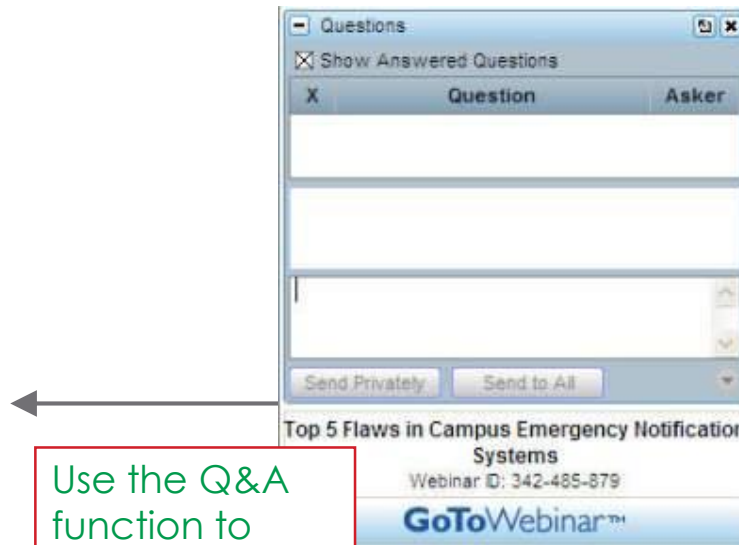 Questions
Show Answered Questions
X Question Asker
Send Privately Send to All
Top 5 Flaws in Campus Emergency Notification
Systems
Webinar ID: 342-485-879
GoToWebinar™
Use the Q&A
function to